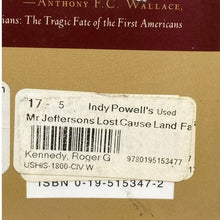 —ANTHONY F.C. WALLACE,
ians: The Tragic Fate of the First Americans
17 - 5 Indy Powell's Used
Mr Jeffersons Lost Cause Land Fa
Kennedy, Roger G 9780195153477
USHIS-1800-CIV W
ISBN 0-19-515347-2